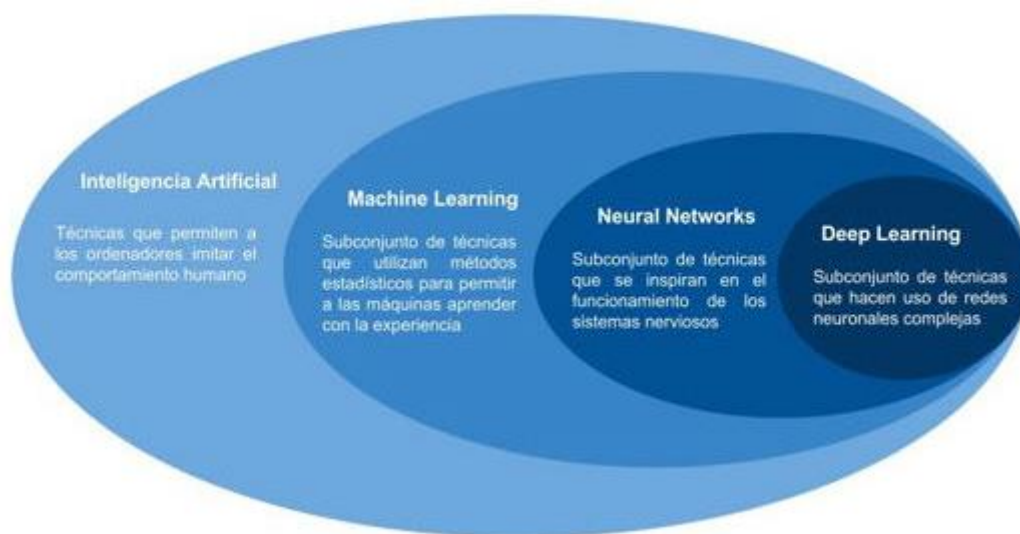 Inteligencia Artificial
Técnicas que permiten a
los ordenadores imitar el
comportamiento humano
Machine Learning
Subconjunto de técnicas
que utilizan métodos
estadísticos para permitir
a las máquinas aprender
con la experiencia
Neural Networks
Subconjunto de técnicas
que se inspiran en el
funcionamiento de los
sistemas nerviosos
Deep Learning
Subconjunto de técnicas
que hacen uso de redes
neuronales complejas